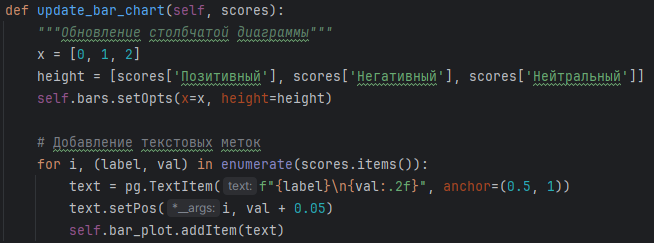 def update_bar_chart(self, scores):
    """Обновление столбчатой диаграммы"""
    x = [0, 1, 2]
    height = [scores['Позитивный'], scores['Негативный'], scores['Нейтральный']]
    self.bars.setOpts(x=x, height=height)

    # Добавление текстовых меток
    for i, (label, val) in enumerate(scores.items()):
        text = pg.TextItem( text: f"{label}\n{val:.2f}", anchor=(0.5, 1))
        text.setPos( *__args: i, val + 0.05)
        self.bar_plot.addItem(text)